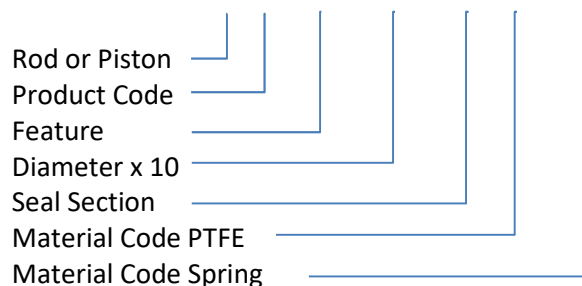 Rod or Piston
Product Code
Feature
Diameter x 10
Seal Section
Material Code PTFE
Material Code Spring